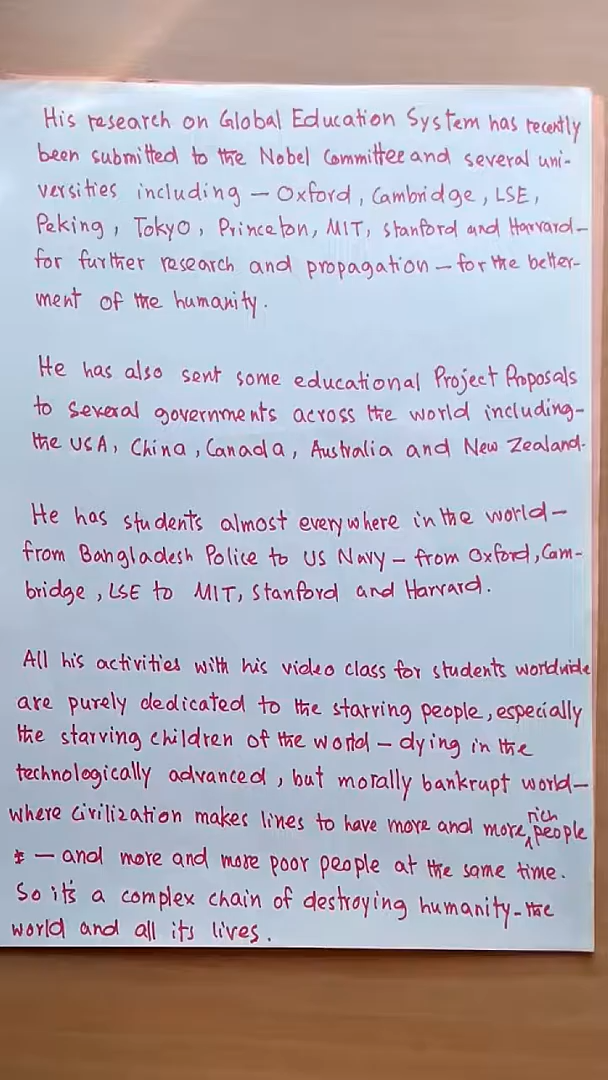 His research on Global Education System has recently
been submitted to the Nobel Committee and several uni-
versities including – Oxford, Cambridge, LSE,
Peking, Tokyo, Princeton, MIT, Stanford and Harvard–
for further research and propagation – for the better-
ment of the humanity.
He has also sent some educational Project Proposals
to several governments across the world including–
the USA, China, Canada, Australia and New Zealand.
He has students almost everywhere in the world–
from Bangladesh Police to US Navy – from Oxford, Cam-
bridge, LSE to MIT, Stanford and Harvard.
All his activities with his video class for students worldwide
are purely dedicated to the starving people, especially
the starving children of the world – dying in the
technologically advanced, but morally bankrupt world–
where civilization makes lines to have more and more rich people
– and more and more poor people at the same time.
So it's a complex chain of destroying humanity – the
world and all its lives.